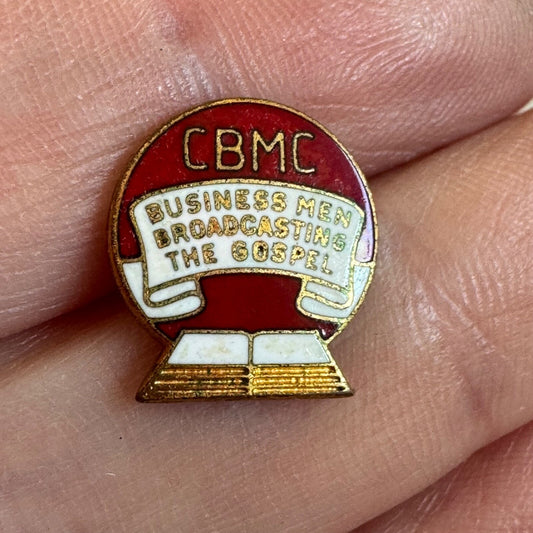 CBMC
BUSINESS MEN
BROADCASTING
THE GOSPEL